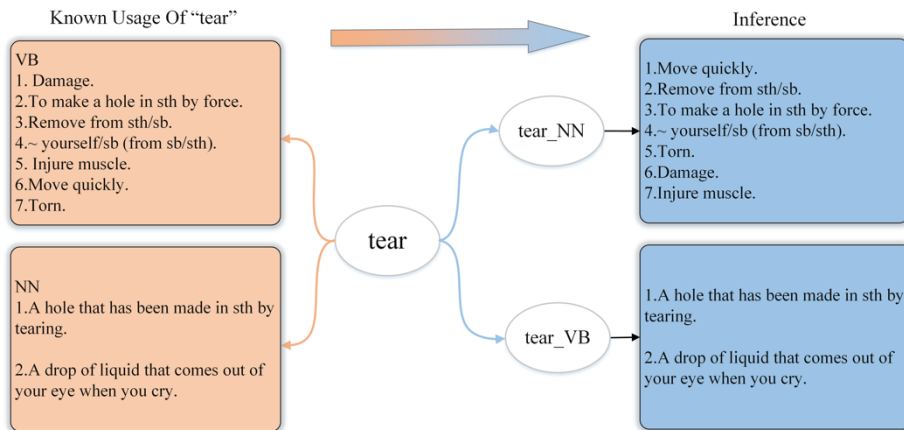 Known Usage Of “tear”
VB
1. Damage.
2.To make a hole in sth by force.
3.Remove from sth/sb.
4.~ yourself/sb (from sb/sth).
5. Injure muscle.
6.Move quickly.
7.Torn.
NN
1.A hole that has been made in sth by
tearing.
2.A drop of liquid that comes out of
your eye when you cry.
tear
tear_NN
tear_VB
Inference
1.Move quickly.
2.Remove from sth/sb.
3.To make a hole in sth by force.
4.~ yourself/sb (from sb/sth).
5.Torn.
6.Damage.
7.Injure muscle.
1.A hole that has been made in sth by
tearing.
2.A drop of liquid that comes out of
your eye when you cry.